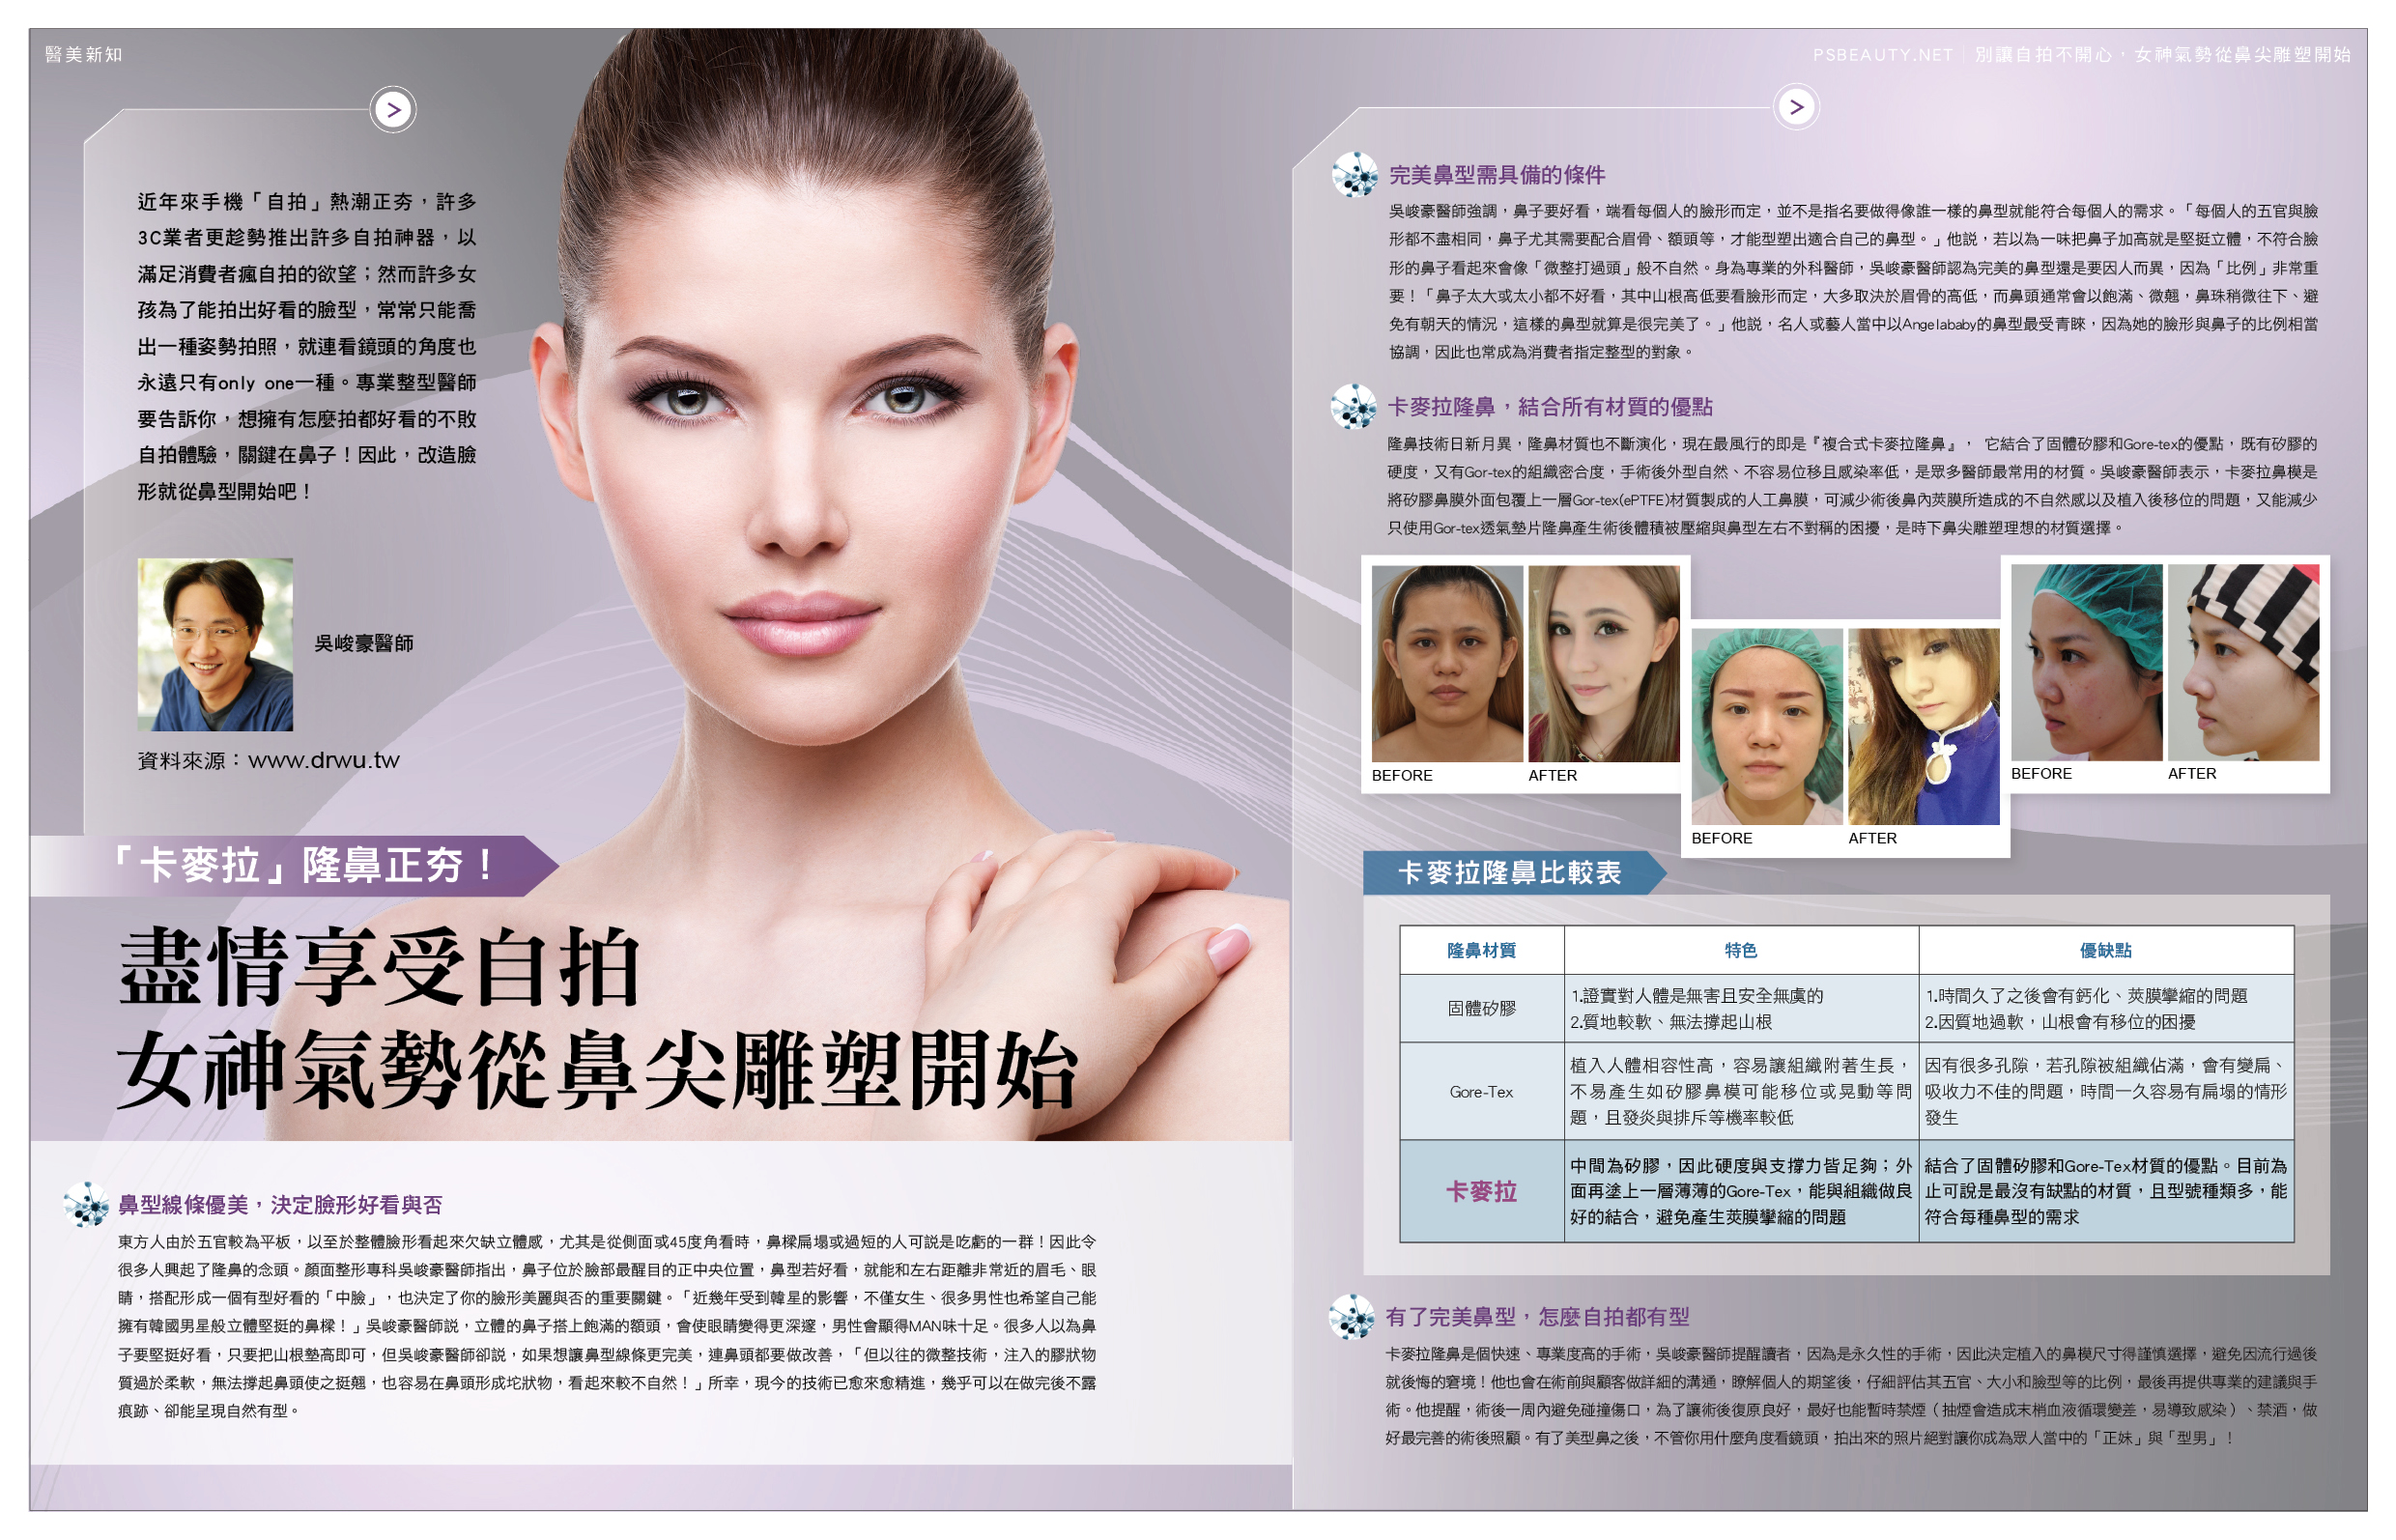 醫美新知
PSBEAUTY.NET｜別讓自拍不開心，女神氣勢從鼻尖雕塑開始
>
近年來手機「自拍」熱潮正夯，許多
3C業者更趁勢推出許多自拍神器，以
滿足消費者瘋自拍的欲望；然而許多女
孩為了能拍出好看的臉型，常常只能喬
出一種姿勢拍照，就連看鏡頭的角度也
永遠只有only one一種。專業整型醫師
要告訴你，想擁有怎麼拍都好看的不敗
自拍體驗，關鍵在鼻子！因此，改造臉
形就從鼻型開始吧！
吳峻豪醫師
資料來源：www.drwu.tw
「卡麥拉」隆鼻正夯！
盡情享受自拍
女神氣勢從鼻尖雕塑開始
鼻型線條優美，決定臉形好看與否
東方人由於五官較為平板，以至於整體臉形看起來欠缺立體感，尤其是從側面或45度角看時，鼻樑扁塌或過短的人可說是吃虧的一群！因此令
很多人興起了隆鼻的念頭。顏面整形專科吳峻豪醫師指出，鼻子位於臉部最醒目的正中央位置，鼻型若好看，就能和左右距離非常近的眉毛、眼
睛，搭配形成一個有型好看的「中臉」，也決定了你的臉形美麗與否的重要關鍵。「近幾年受到韓星的影響，不僅女生、很多男性也希望自己能
擁有韓國男星般立體堅挺的鼻樑！」吳峻豪醫師說，立體的鼻子搭上飽滿的額頭，會使眼睛變得更深邃，男性會顯得MAN味十足。很多人以為鼻
子要堅挺好看，只要把山根墊高即可，但吳峻豪醫師卻說，如果想讓鼻型線條更完美，連鼻頭都要做改善，「但以往的微整技術，注入的膠狀物
質過於柔軟，無法撐起鼻頭使之挺翹，也容易在鼻頭形成坨狀物，看起來較不自然！」所幸，現今的技術已愈來愈精進，幾乎可以在做完後不露
痕跡、卻能呈現自然有型。
>
完美鼻型需具備的條件
吳峻豪醫師強調，鼻子要好看，端看每個人的臉形而定，並不是指名要做得像誰一樣的鼻型就能符合每個人的需求。「每個人的五官與臉
形都不盡相同，鼻子尤其需要配合眉骨、額頭等，才能型塑出適合自己的鼻型。」他說，若以為一味把鼻子加高就是堅挺立體，不符合臉
形的鼻子看起來會像「微整打過頭」般不自然。身為專業的外科醫師，吳峻豪醫師認為完美的鼻型還是要因人而異，因為「比例」非常重
要！「鼻子太大或太小都不好看，其中山根高低要看臉形而定，大多取決於眉骨的高低，而鼻頭通常會以飽滿、微翹，鼻珠稍微往下、避
免有朝天的情況，這樣的鼻型就算是很完美了。」他說，名人或藝人當中以Angelababy的鼻型最受青睞，因為她的臉形與鼻子的比例相當
協調，因此也常成為消費者指定整型的對象。
卡麥拉隆鼻，結合所有材質的優點
隆鼻技術日新月異，隆鼻材質也不斷演化，現在最風行的即是『複合式卡麥拉隆鼻』， 它結合了固體矽膠和Gore-tex的優點，既有矽膠的
硬度，又有Gor-tex的組織密合度，手術後外型自然、不容易位移且感染率低，是眾多醫師最常用的材質。吳峻豪醫師表示，卡麥拉鼻模是
將矽膠鼻膜外面包覆上一層Gor-tex(ePTFE)材質製成的人工鼻膜，可減少術後鼻內莢膜所造成的不自然感以及植入後移位的問題，又能減少
只使用Gor-tex透氣墊片隆鼻產生術後體積被壓縮與鼻型左右不對稱的困擾，是時下鼻尖雕塑理想的材質選擇。
BEFORE AFTER
BEFORE AFTER
BEFORE AFTER
卡麥拉隆鼻比較表
隆鼻材質 特色 優缺點
固體矽膠
1.證實對人體是無害且安全無虞的
2.質地較軟、無法撐起山根
1.時間久了之後會有鈣化、莢膜攣縮的問題
2.因質地過軟，山根會有移位的困擾
Gore-Tex
植入人體相容性高，容易讓組織附著生長，
不易產生如矽膠鼻模可能移位或晃動等問
題，且發炎與排斥等機率較低
因有很多孔隙，若孔隙被組織佔滿，會有變扁、
吸收力不佳的問題，時間一久容易有扁塌的情形
發生
卡麥拉
中間為矽膠，因此硬度與支撐力皆足夠；外
面再塗上一層薄薄的Gore-Tex，能與組織做良
好的結合，避免產生莢膜攣縮的問題
結合了固體矽膠和Gore-Tex材質的優點。目前為
止可說是最沒有缺點的材質，且型號種類多，能
符合每種鼻型的需求
有了完美鼻型，怎麼自拍都有型
卡麥拉隆鼻是個快速、專業度高的手術，吳峻豪醫師提醒讀者，因為是永久性的手術，因此決定植入的鼻模尺寸得謹慎選擇，避免因流行過後
就後悔的窘境！他也會在術前與顧客做詳細的溝通，瞭解個人的期望後，仔細評估其五官、大小和臉型等的比例，最後再提供專業的建議與手
術。他提醒，術後一周內避免碰撞傷口，為了讓術後復原良好，最好也能暫時禁煙（抽煙會造成末梢血液循環變差，易導致感染）、禁酒，做
好最完善的術後照顧。有了美型鼻之後，不管你用什麼角度看鏡頭，拍出來的照片絕對讓你成為眾人當中的「正妹」與「型男」！